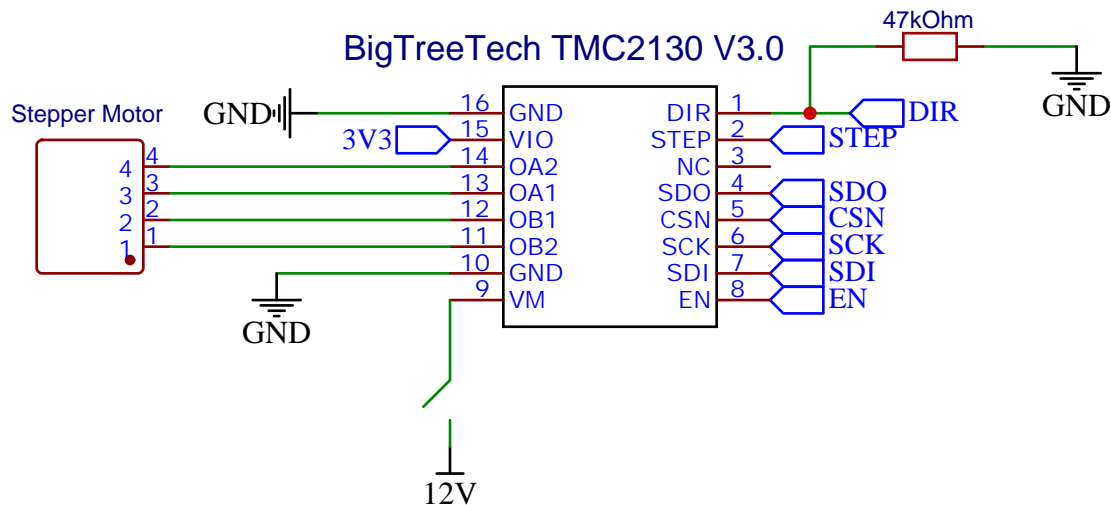 47kOhm
BigTreeTech TMC2130 V3.0
GND
Stepper Motor
GND 16 GND DIR 1 DIR
3V3 15 VIO STEP 2 STEP
4 4 14 OA2 NC 3
3 3 13 OA1 SDO 4 SDO
2 2 12 OB1 CSN 5 CSN
1 1 11 OB2 SCK 6 SCK
10 GND SDI 7 SDI
9 VM EN 8 EN
GND
12V